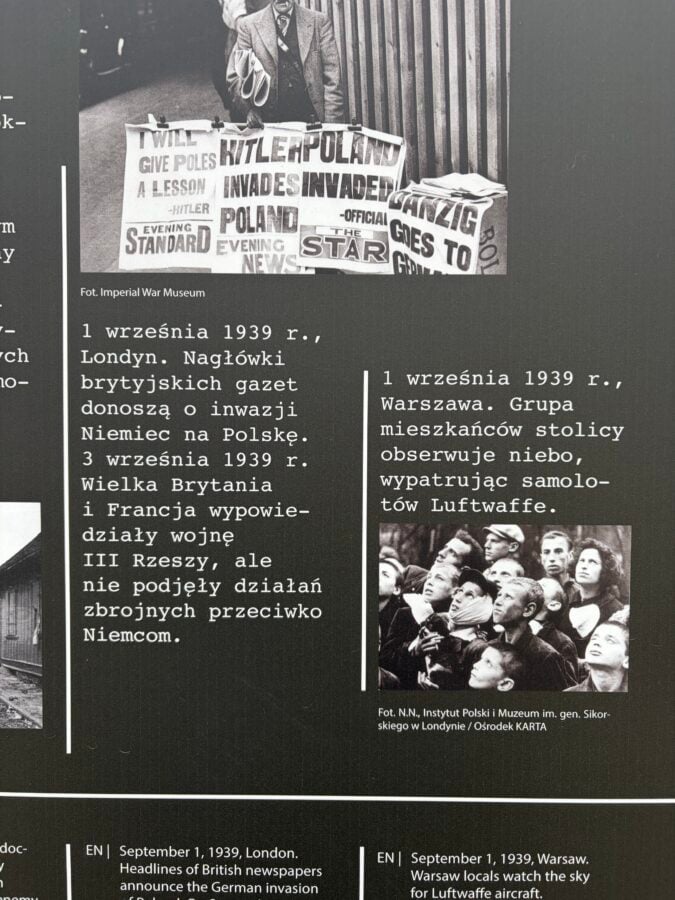 I WILL
GIVE POLES
A LESSON
-HITLER
EVENING
STANDARD
HITLER
INVADES
POLAND
EVENING
NEWS
POLAND
INVADED
-OFFICIAL
THE
STAR
DANZIG
GOES TO
Fot. Imperial War Museum
1 września 1939 r.,
Londyn. Nagłówki
brytyjskich gazet
donoszą o inwazji
Niemiec na Polskę.
3 września 1939 r.
Wielka Brytania
i Francja wypowie-
działy wojnę
III Rzeszy, ale
nie podjęły działań
zbrojnych przeciwko
Niemcom.
1 września 1939 r.,
Warszawa. Grupa
mieszkańców stolicy
obserwuje niebo,
wypatrując samolo-
tów Luftwaffe.
Fot. N.N., Instytut Polski i Muzeum im. gen. Sikor-
skiego w Londynie / Ośrodek KARTA
EN | September 1, 1939, London.
Headlines of British newspapers
announce the German invasion
EN | September 1, 1939, Warsaw.
Warsaw locals watch the sky
for Luftwaffe aircraft.